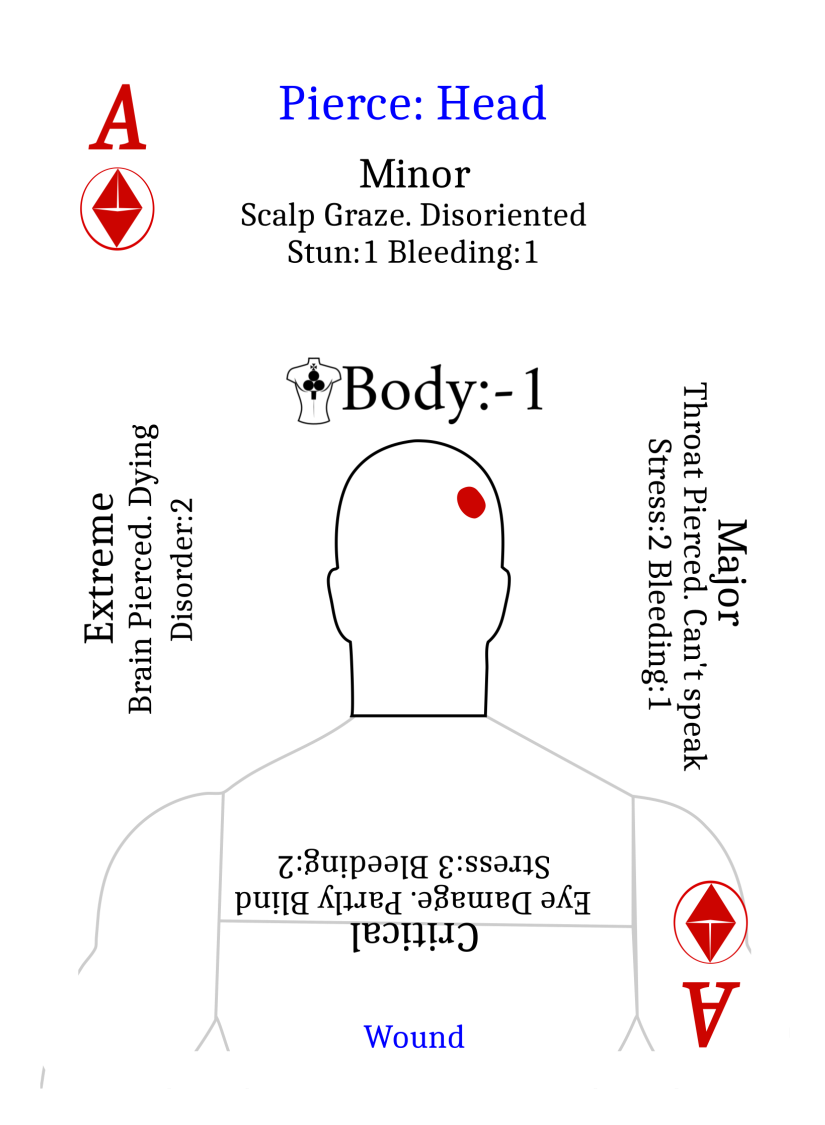 A
Pierce: Head
Minor
Scalp Graze. Disoriented
Stun:1 Bleeding:1
Body:-1
Major
Throat Pierced. Can't speak
Stress:2 Bleeding:1
Critical
Eye Damage. Partly Blind
Stress:3 Bleeding:2
Extreme
Brain Pierced. Dying
Disorder:2
Wound
A